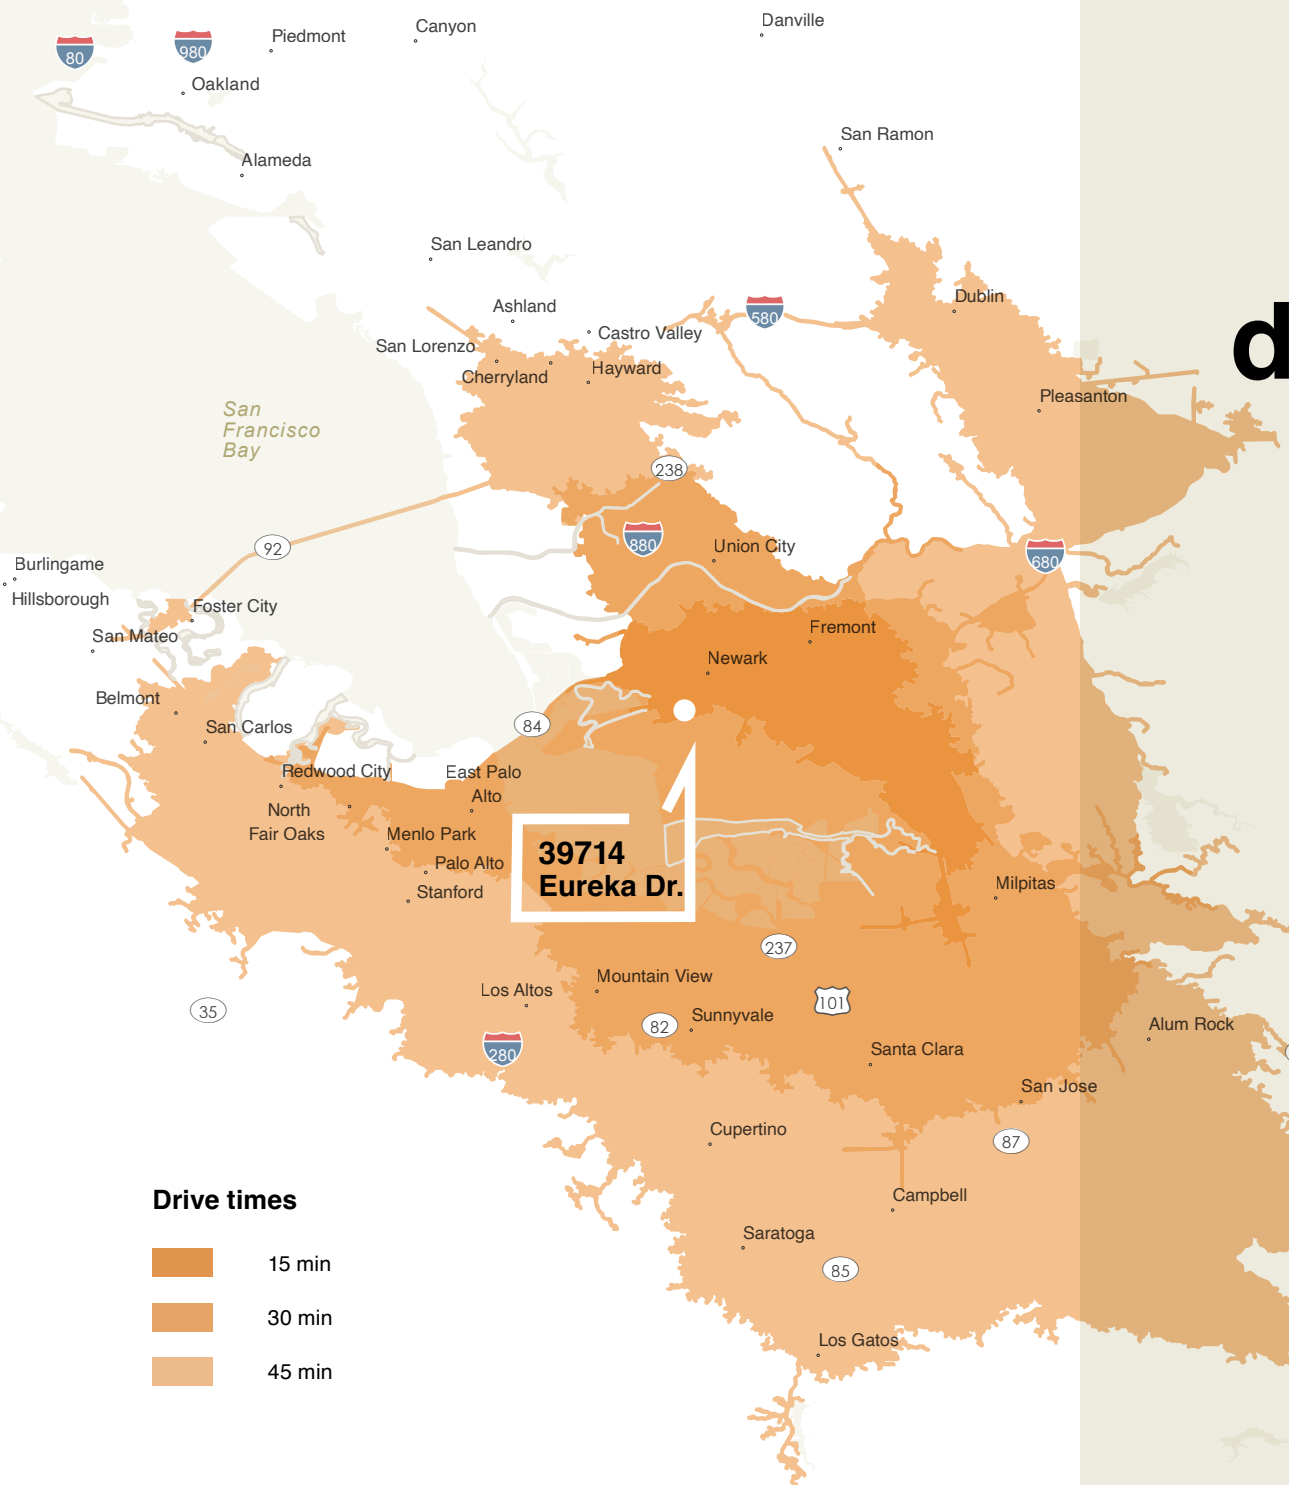 Danville
Canyon
Piedmont
80
980
Oakland
San Ramon
Alameda
San Leandro
Dublin
Ashland
580
Castro Valley
San Lorenzo
Hayward
Cherryland
d
Pleasanton
San
Francisco
Bay
238
880
92
Union City
680
Burlingame
Hillsborough
Foster City
San Mateo
Fremont
Newark
Belmont
San Carlos
84
Redwood City
East Palo
Alto
North
Fair Oaks
Menlo Park
Palo Alto
Stanford
39714
Eureka Dr.
Milpitas
237
Mountain View
Los Altos
101
35
82
Sunnyvale
Alum Rock
280
Santa Clara
San Jose
Cupertino
87
Campbell
Saratoga
85
Los Gatos
Drive times
15 min
30 min
45 min